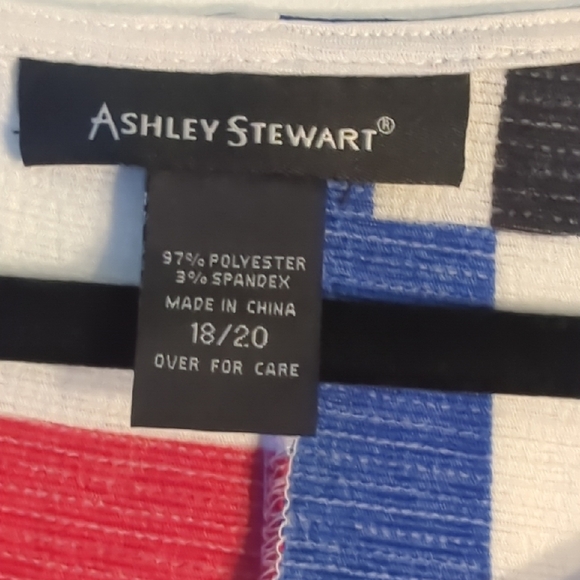 ASHLEY STEWART®
97% POLYESTER
3% SPANDEX
MADE IN CHINA
18/20
OVER FOR CARE